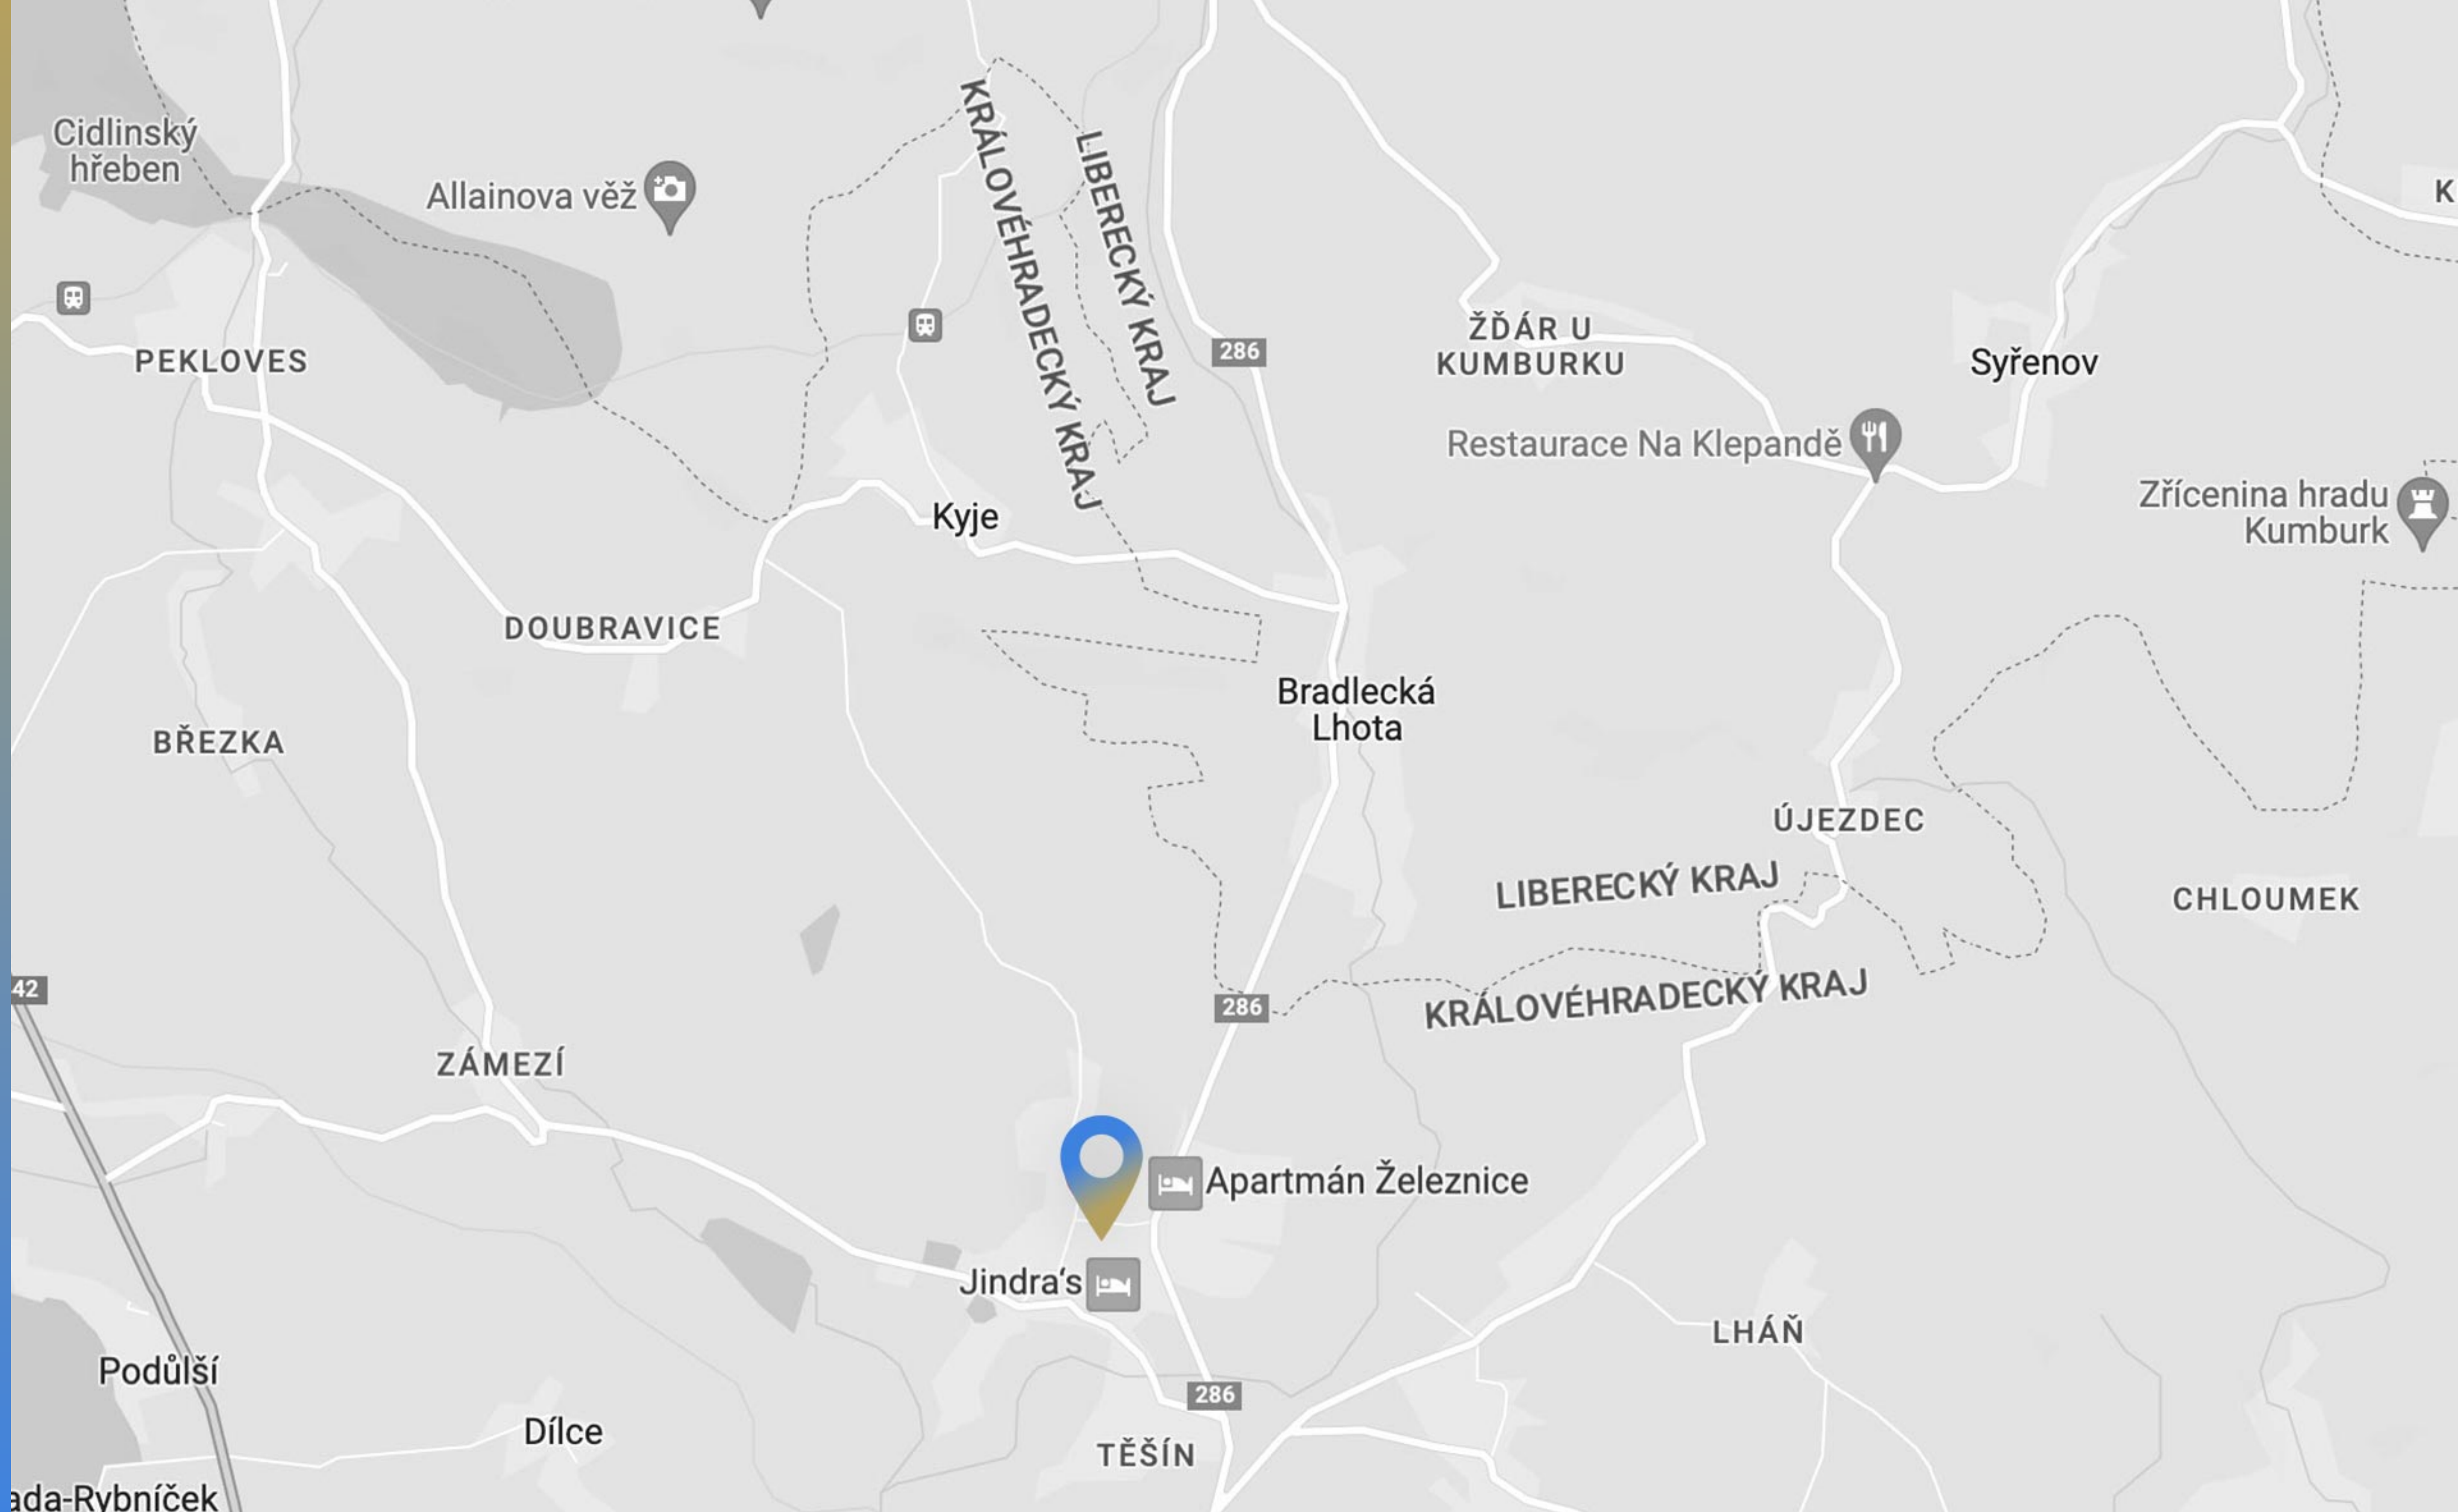 Cidlinský
hřeben
Allainova věž
KRÁLOVÉHRADECKÝ KRAJ
LIBERECKÝ KRAJ
K
286
PEKLOVES
ŽĎÁR U
KUMBURKU
Syřenov
Restaurace Na Klepandě
Zřícenina hradu
Kumburk
Kyje
DOUBRAVICE
Bradlecká
Lhota
BŘEZKA
ÚJEZDEC
LIBERECKÝ KRAJ
CHLOUMEK
KRÁLOVÉHRADECKÝ KRAJ
42
286
ZÁMEZÍ
Apartmán Železnice
Jindra‘s
LHÁŇ
Podůlší
286
Dílce
TĚŠÍN
ada-Rybníček